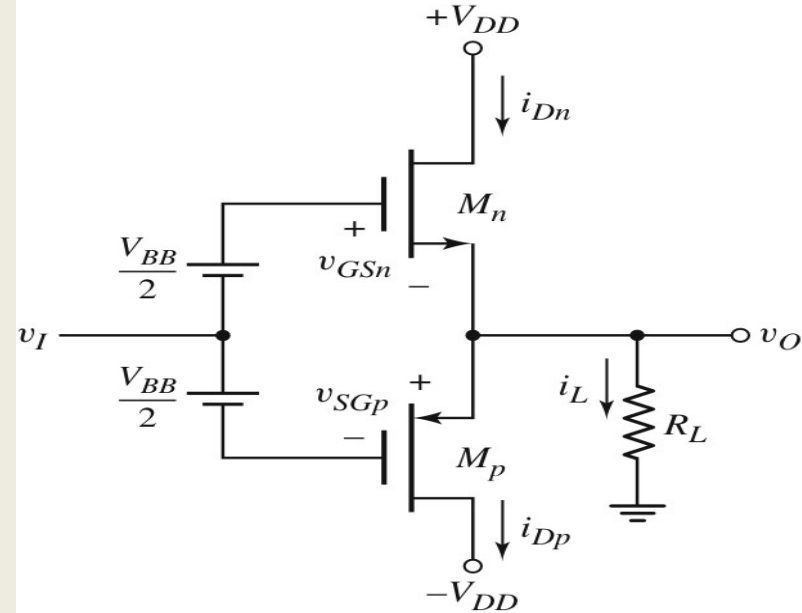 +V_DD
i_Dn
M_n
+
v_GSn
−
V_BB
2
v_I
v_O
V_BB
2
v_SGp
+
−
i_L
R_L
M_p
i_Dp
−V_DD